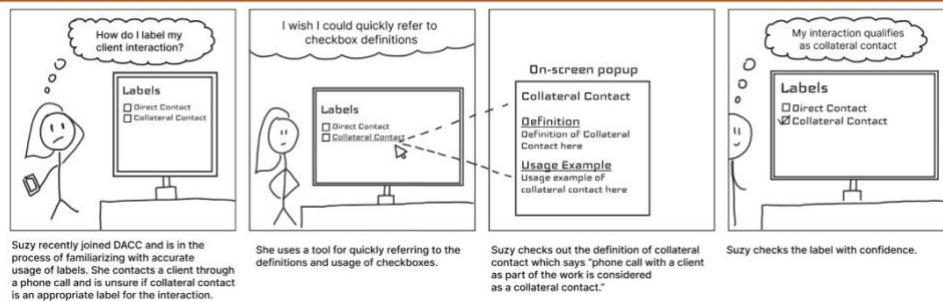 How do I label my
client interaction?
Labels
Direct Contact
Collateral Contact
Suzy recently joined DACC and is in the
process of familiarizing with accurate
usage of labels. She contacts a client through
a phone call and is unsure if collateral contact
is an appropriate label for the interaction.
I wish I could quickly refer to
checkbox definitions
Labels
Direct Contact
Collateral Contact
She uses a tool for quickly referring to the
definitions and usage of checkboxes.
On-screen popup
Collateral Contact
Definition
Definition of Collateral
Contact here
Usage Example
Usage example of
collateral contact here
Suzy checks out the definition of collateral
contact which says "phone call with a client
as part of the work is considered
as a collateral contact."
My interaction qualifies
as collateral contact
Labels
Direct Contact
Collateral Contact
Suzy checks the label with confidence.